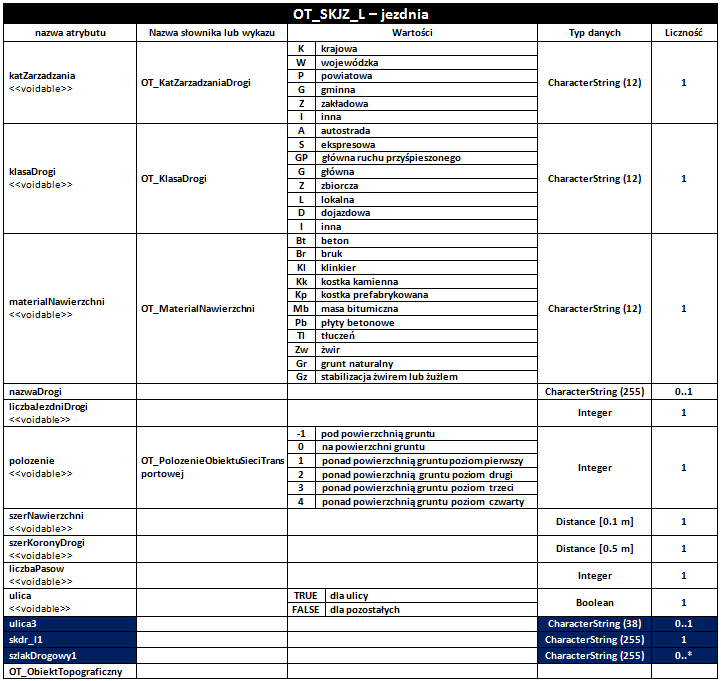 OT_SKJZ_L – jezdnia
nazwa atrybutu Nazwa słownika lub wykazu Wartości Typ danych Liczność
katZarzadzania
<<voidable>>
OT_KatZarzadzaniaDrogi
K krajowa
W wojewódzka
P powiatowa
G gminna
Z zakładowa
I inna
CharacterString (12) 1
klasaDrogi
<<voidable>>
OT_KlasaDrogi
A autostrada
S ekspresowa
GP główna ruchu przyśpieszonego
G główna
Z zbiorcza
L lokalna
D dojazdowa
I inna
CharacterString (12) 1
materialNawierzchni
<<voidable>>
OT_MaterialNawierzchni
Bt beton
Br bruk
Kl klinkier
Kk kostka kamienna
Kp kostka prefabrykowana
Mb masa bitumiczna
Pb płyty betonowe
Tl tłuczeń
Zw żwir
Gr grunt naturalny
Gz stabilizacja żwirem lub żużlem
CharacterString (12) 1
nazwaDrogi CharacterString (255) 0..1
liczbaJezdniDrogi
<<voidable>>
Integer 1
polozenie
<<voidable>>
OT_PolozenieObiektuSieciTrans
portowej
-1 pod powierzchnią gruntu
0 na powierzchni gruntu
1 ponad powierzchnią gruntu poziom pierwszy
2 ponad powierzchnią gruntu poziom drugi
3 ponad powierzchnią gruntu poziom trzeci
4 ponad powierzchnią gruntu poziom czwarty
Integer 1
szerNawierzchni
<<voidable>>
Distance [0.1 m] 1
szerKoronyDrogi
<<voidable>>
Distance [0.5 m] 1
liczbaPasow
<<voidable>>
Integer 1
ulica
<<voidable>>
TRUE dla ulicy
FALSE dla pozostałych
Boolean 1
ulica3 CharacterString (38) 0..1
skdr_l1 CharacterString (255) 1
szlakDrogowy1 CharacterString (255) 0..*
OT_ObiektTopograficzny